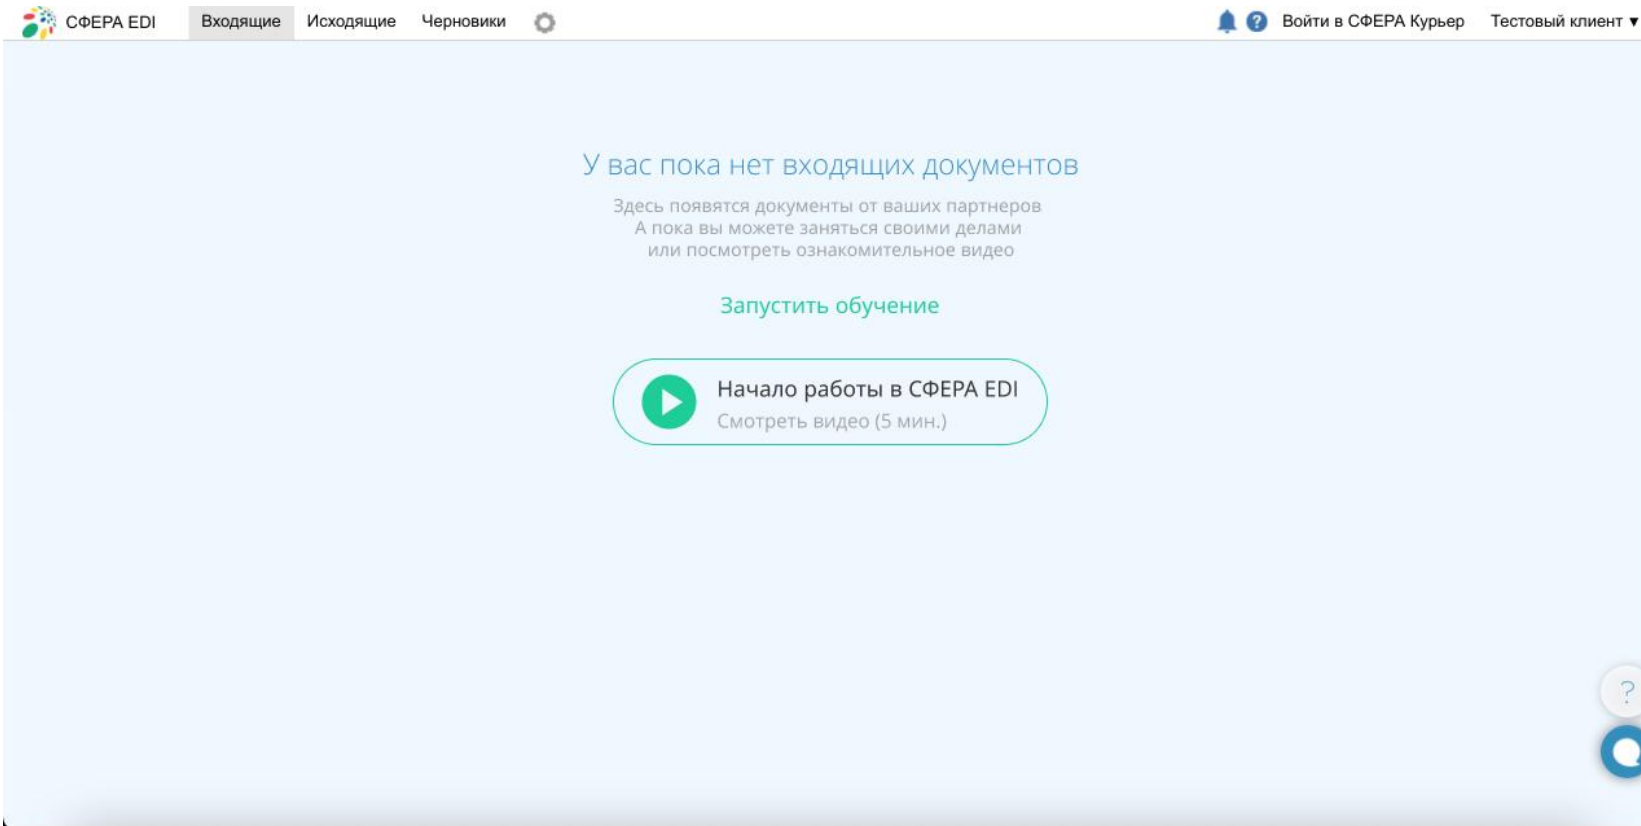 СФЕРА EDI Входящие Исходящие Черновики ? Войти в СФЕРА Курьер Тестовый клиент ▼
У вас пока нет входящих документов
Здесь появятся документы от ваших партнеров
А пока вы можете заняться своими делами
или посмотреть ознакомительное видео
Запустить обучение
Начало работы в СФЕРА EDI
Смотреть видео (5 мин.)
?